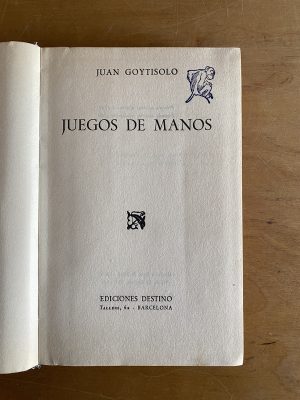 JUAN GOYTISOLO
JUEGOS DE MANOS
EDICIONES DESTINO
TALLERS, 62 - BARCELONA